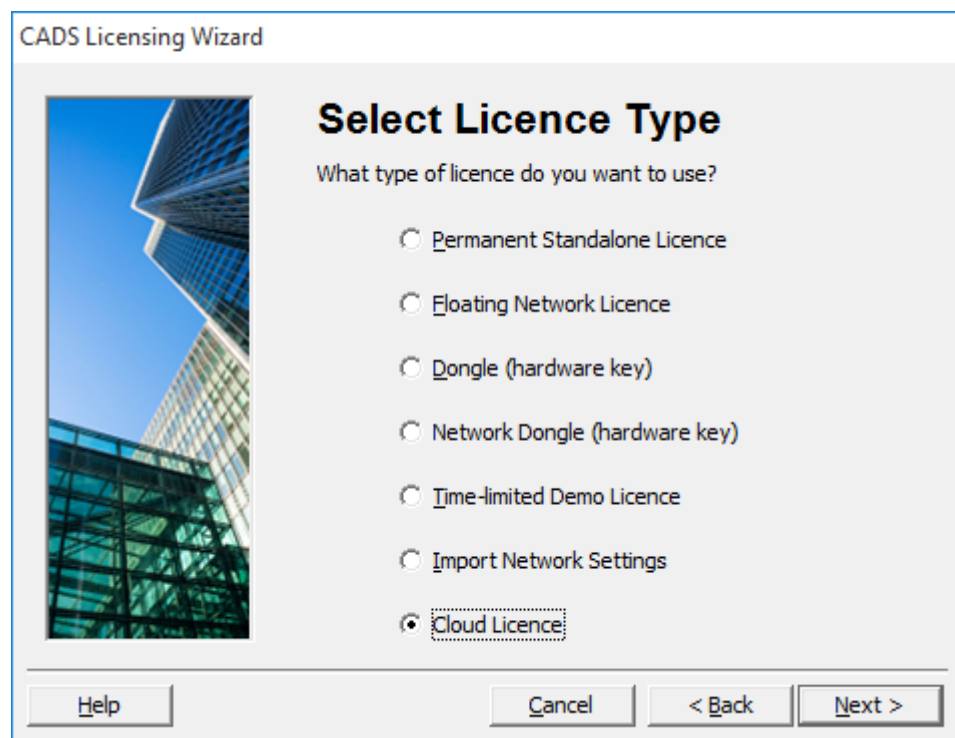 CADS Licensing Wizard
Select Licence Type
What type of licence do you want to use?
Permanent Standalone Licence
Floating Network Licence
Dongle (hardware key)
Network Dongle (hardware key)
Time-limited Demo Licence
Import Network Settings
Cloud Licence
Help
Cancel
< Back
Next >